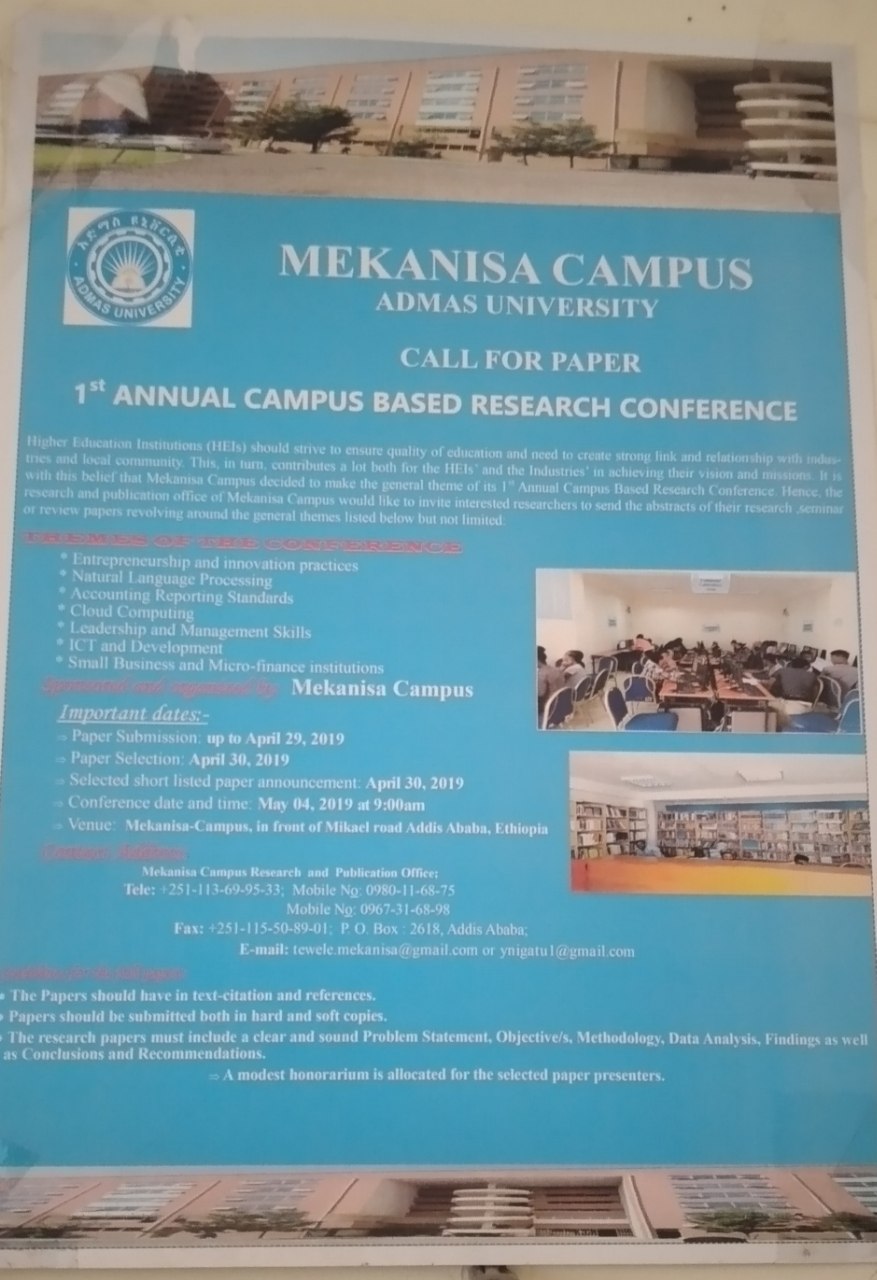 አድማስ ዩኒቨርሲቲ
ADMAS UNIVERSITY
MEKANISA CAMPUS
ADMAS UNIVERSITY
CALL FOR PAPER
1st ANNUAL CAMPUS BASED RESEARCH CONFERENCE
Higher Education Institutions (HEIs) should strive to ensure quality of education and need to create strong link and relationship with indus-
tries and local community. This, in turn, contributes a lot both for the HEIs' and the Industries' in achieving their vision and missions. It is
with this belief that Mekanisa Campus decided to make the general theme of its 1st Annual Campus Based Research Conference. Hence, the
research and publication office of Mekanisa Campus would like to invite interested researchers to send the abstracts of their research ,seminar
or review papers revolving around the general themes listed below but not limited:
THEMES OF THE CONFERENCE
* Entrepreneurship and innovation practices
* Natural Language Processing
* Accounting Reporting Standards
* Cloud Computing
* Leadership and Management Skills
* ICT and Development
* Small Business and Micro-finance institutions
Sponsored and organized by: Mekanisa Campus
Important dates:-
⇒ Paper Submission: up to April 29, 2019
⇒ Paper Selection: April 30, 2019
⇒ Selected short listed paper announcement: April 30, 2019
⇒ Conference date and time: May 04, 2019 at 9:00am
⇒ Venue: Mekanisa-Campus, in front of Mikael road Addis Ababa, Ethiopia
Contact Address:
Mekanisa Campus Research and Publication Office:
Tele: +251-113-69-95-33; Mobile No: 0980-11-68-75
Mobile No: 0967-31-68-98
Fax: +251-115-50-89-01; P. O. Box : 2618, Addis Ababa;
E-mail: tewele.mekanisa@gmail.com or ynigatu1@gmail.com
• The Papers should have in text-citation and references.
• Papers should be submitted both in hard and soft copies.
• The research papers must include a clear and sound Problem Statement, Objective/s, Methodology, Data Analysis, Findings as well
as Conclusions and Recommendations.
⇒ A modest honorarium is allocated for the selected paper presenters.